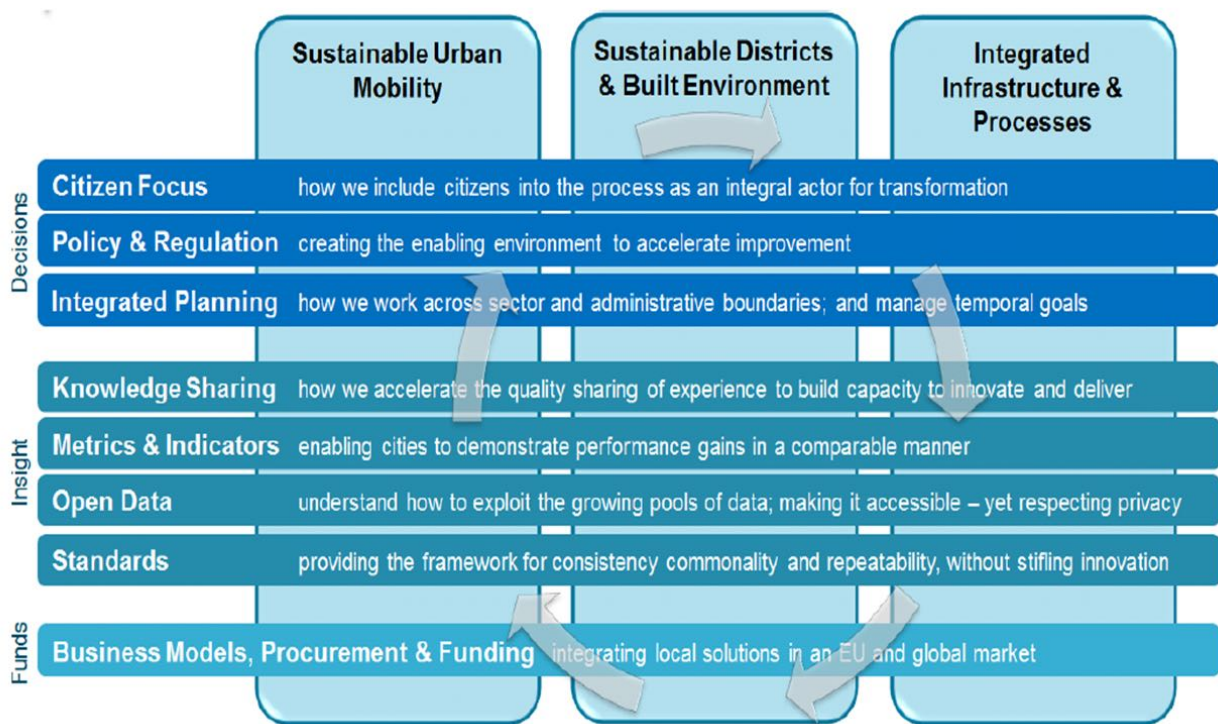 Sustainable Urban
Mobility
Sustainable Districts
& Built Environment
Integrated
Infrastructure &
Processes
Decisions
Citizen Focus how we include citizens into the process as an integral actor for transformation
Policy & Regulation creating the enabling environment to accelerate improvement
Integrated Planning how we work across sector and administrative boundaries; and manage temporal goals
Insight
Knowledge Sharing how we accelerate the quality sharing of experience to build capacity to innovate and deliver
Metrics & Indicators enabling cities to demonstrate performance gains in a comparable manner
Open Data understand how to exploit the growing pools of data; making it accessible – yet respecting privacy
Standards providing the framework for consistency commonality and repeatability, without stifling innovation
Funds
Business Models, Procurement & Funding integrating local solutions in an EU and global market